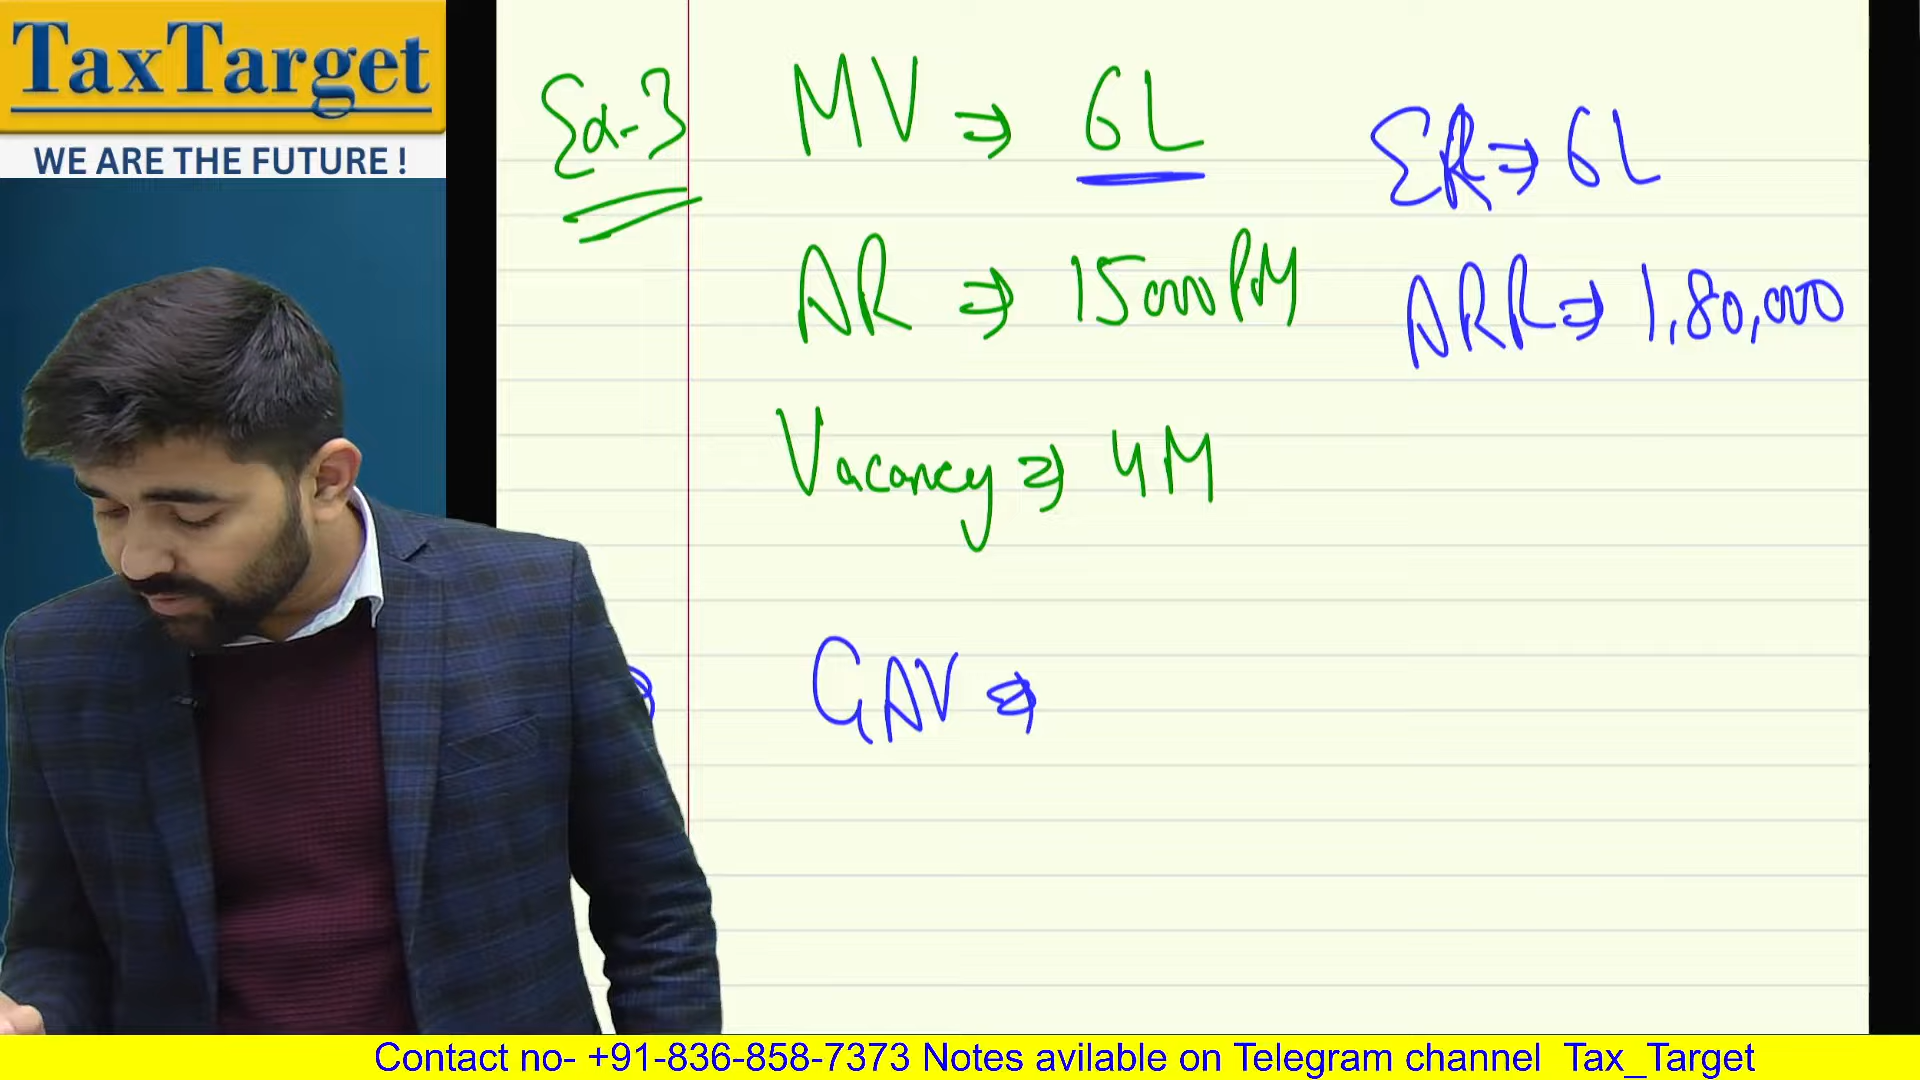 TaxTarget
WE ARE THE FUTURE !
Ex-3
MV ⇒ 6L
ER ⇒ 6L
AR ⇒ 15000 PM
ARR ⇒ 1,80,000
Vacancy ⇒ 4M
GAV ⇒
Contact no- +91-836-858-7373 Notes avilable on Telegram channel Tax_Target